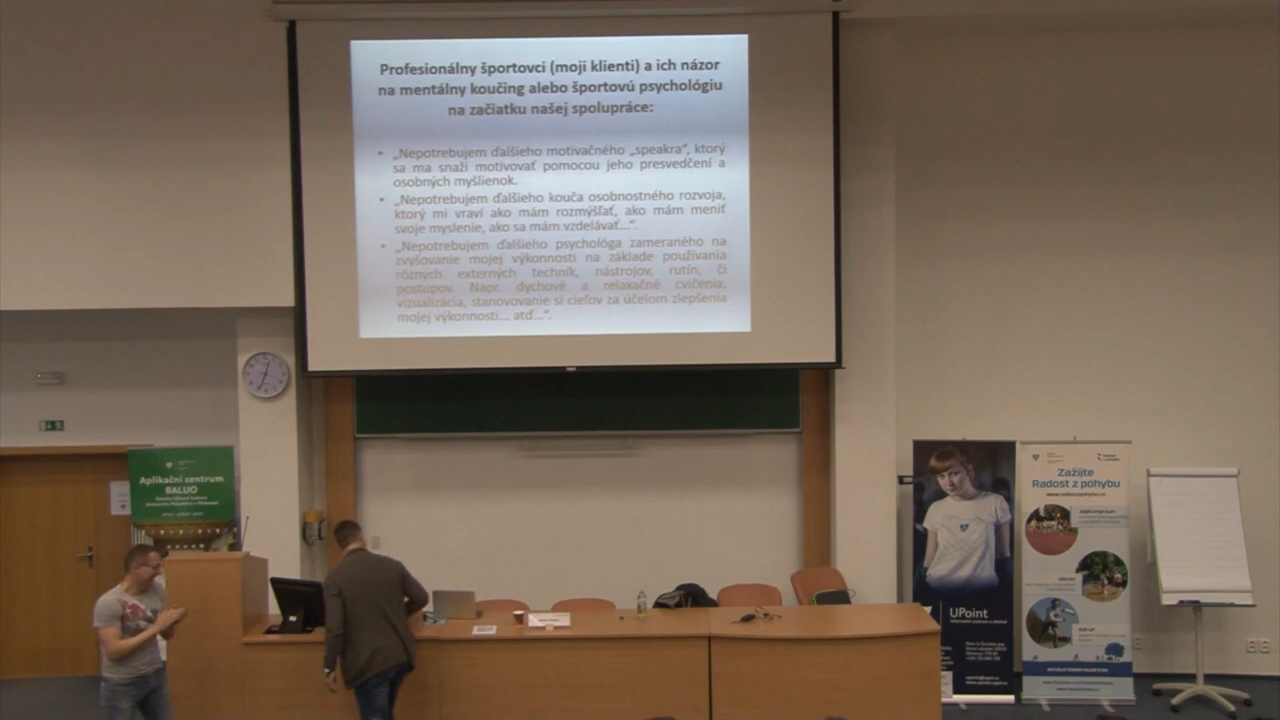 Profesionálny športovci (moji klienti) a ich názor
na mentálny koučing alebo športovú psychológiu
na začiatku našej spolupráce:
„Nepotrebujem ďalšieho motivačného „speakra“, ktorý
sa ma snaží motivovať pomocou jeho presvedčení a
osobných myšlienok.
„Nepotrebujem ďalšieho kouča osobnostného rozvoja,
ktorý mi vraví ako mám rozmýšľať, ako mám meniť
svoje myslenie, ako sa mám vzdelávať...“.
„Nepotrebujem ďalšieho psychológa zameraného na
zvyšovanie mojej výkonnosti na základe používania
rôznych externých techník, nástrojov, rutín, či
postupov. Napr. dychové a relaxačné cvičenia,
vizualizácia, stanovovanie si cieľov za účelom zlepšenia
mojej výkonnosti... atď...“.
Aplikační centrum
BALUO
UPoint
Zažijte
Radost z pohybu